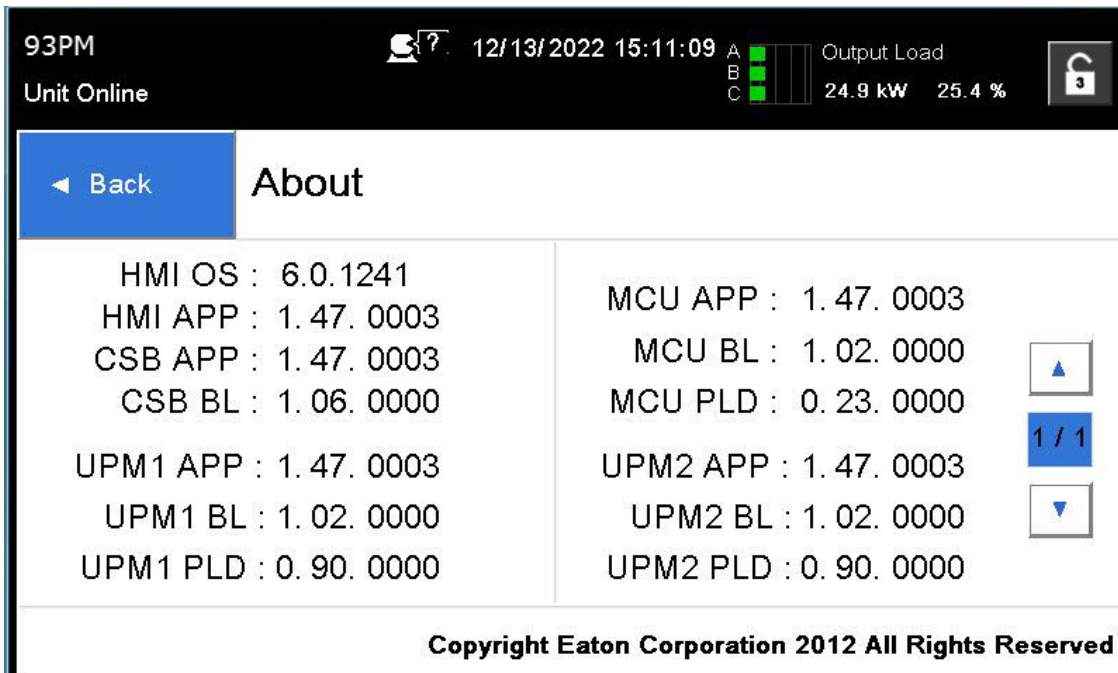 93PM
? 12/13/2022 15:11:09
Unit Online
A
B
C
Output Load
24.9 kW 25.4 %
3
◄ Back
About
HMI OS : 6.0.1241
HMI APP : 1. 47. 0003
CSB APP : 1. 47. 0003
CSB BL : 1. 06. 0000
UPM1 APP : 1. 47. 0003
UPM1 BL : 1. 02. 0000
UPM1 PLD : 0. 90. 0000
MCU APP : 1. 47. 0003
MCU BL : 1. 02. 0000
MCU PLD : 0. 23. 0000
UPM2 APP : 1. 47. 0003
UPM2 BL : 1. 02. 0000
UPM2 PLD : 0. 90. 0000
▲
1 / 1
▼
Copyright Eaton Corporation 2012 All Rights Reserved